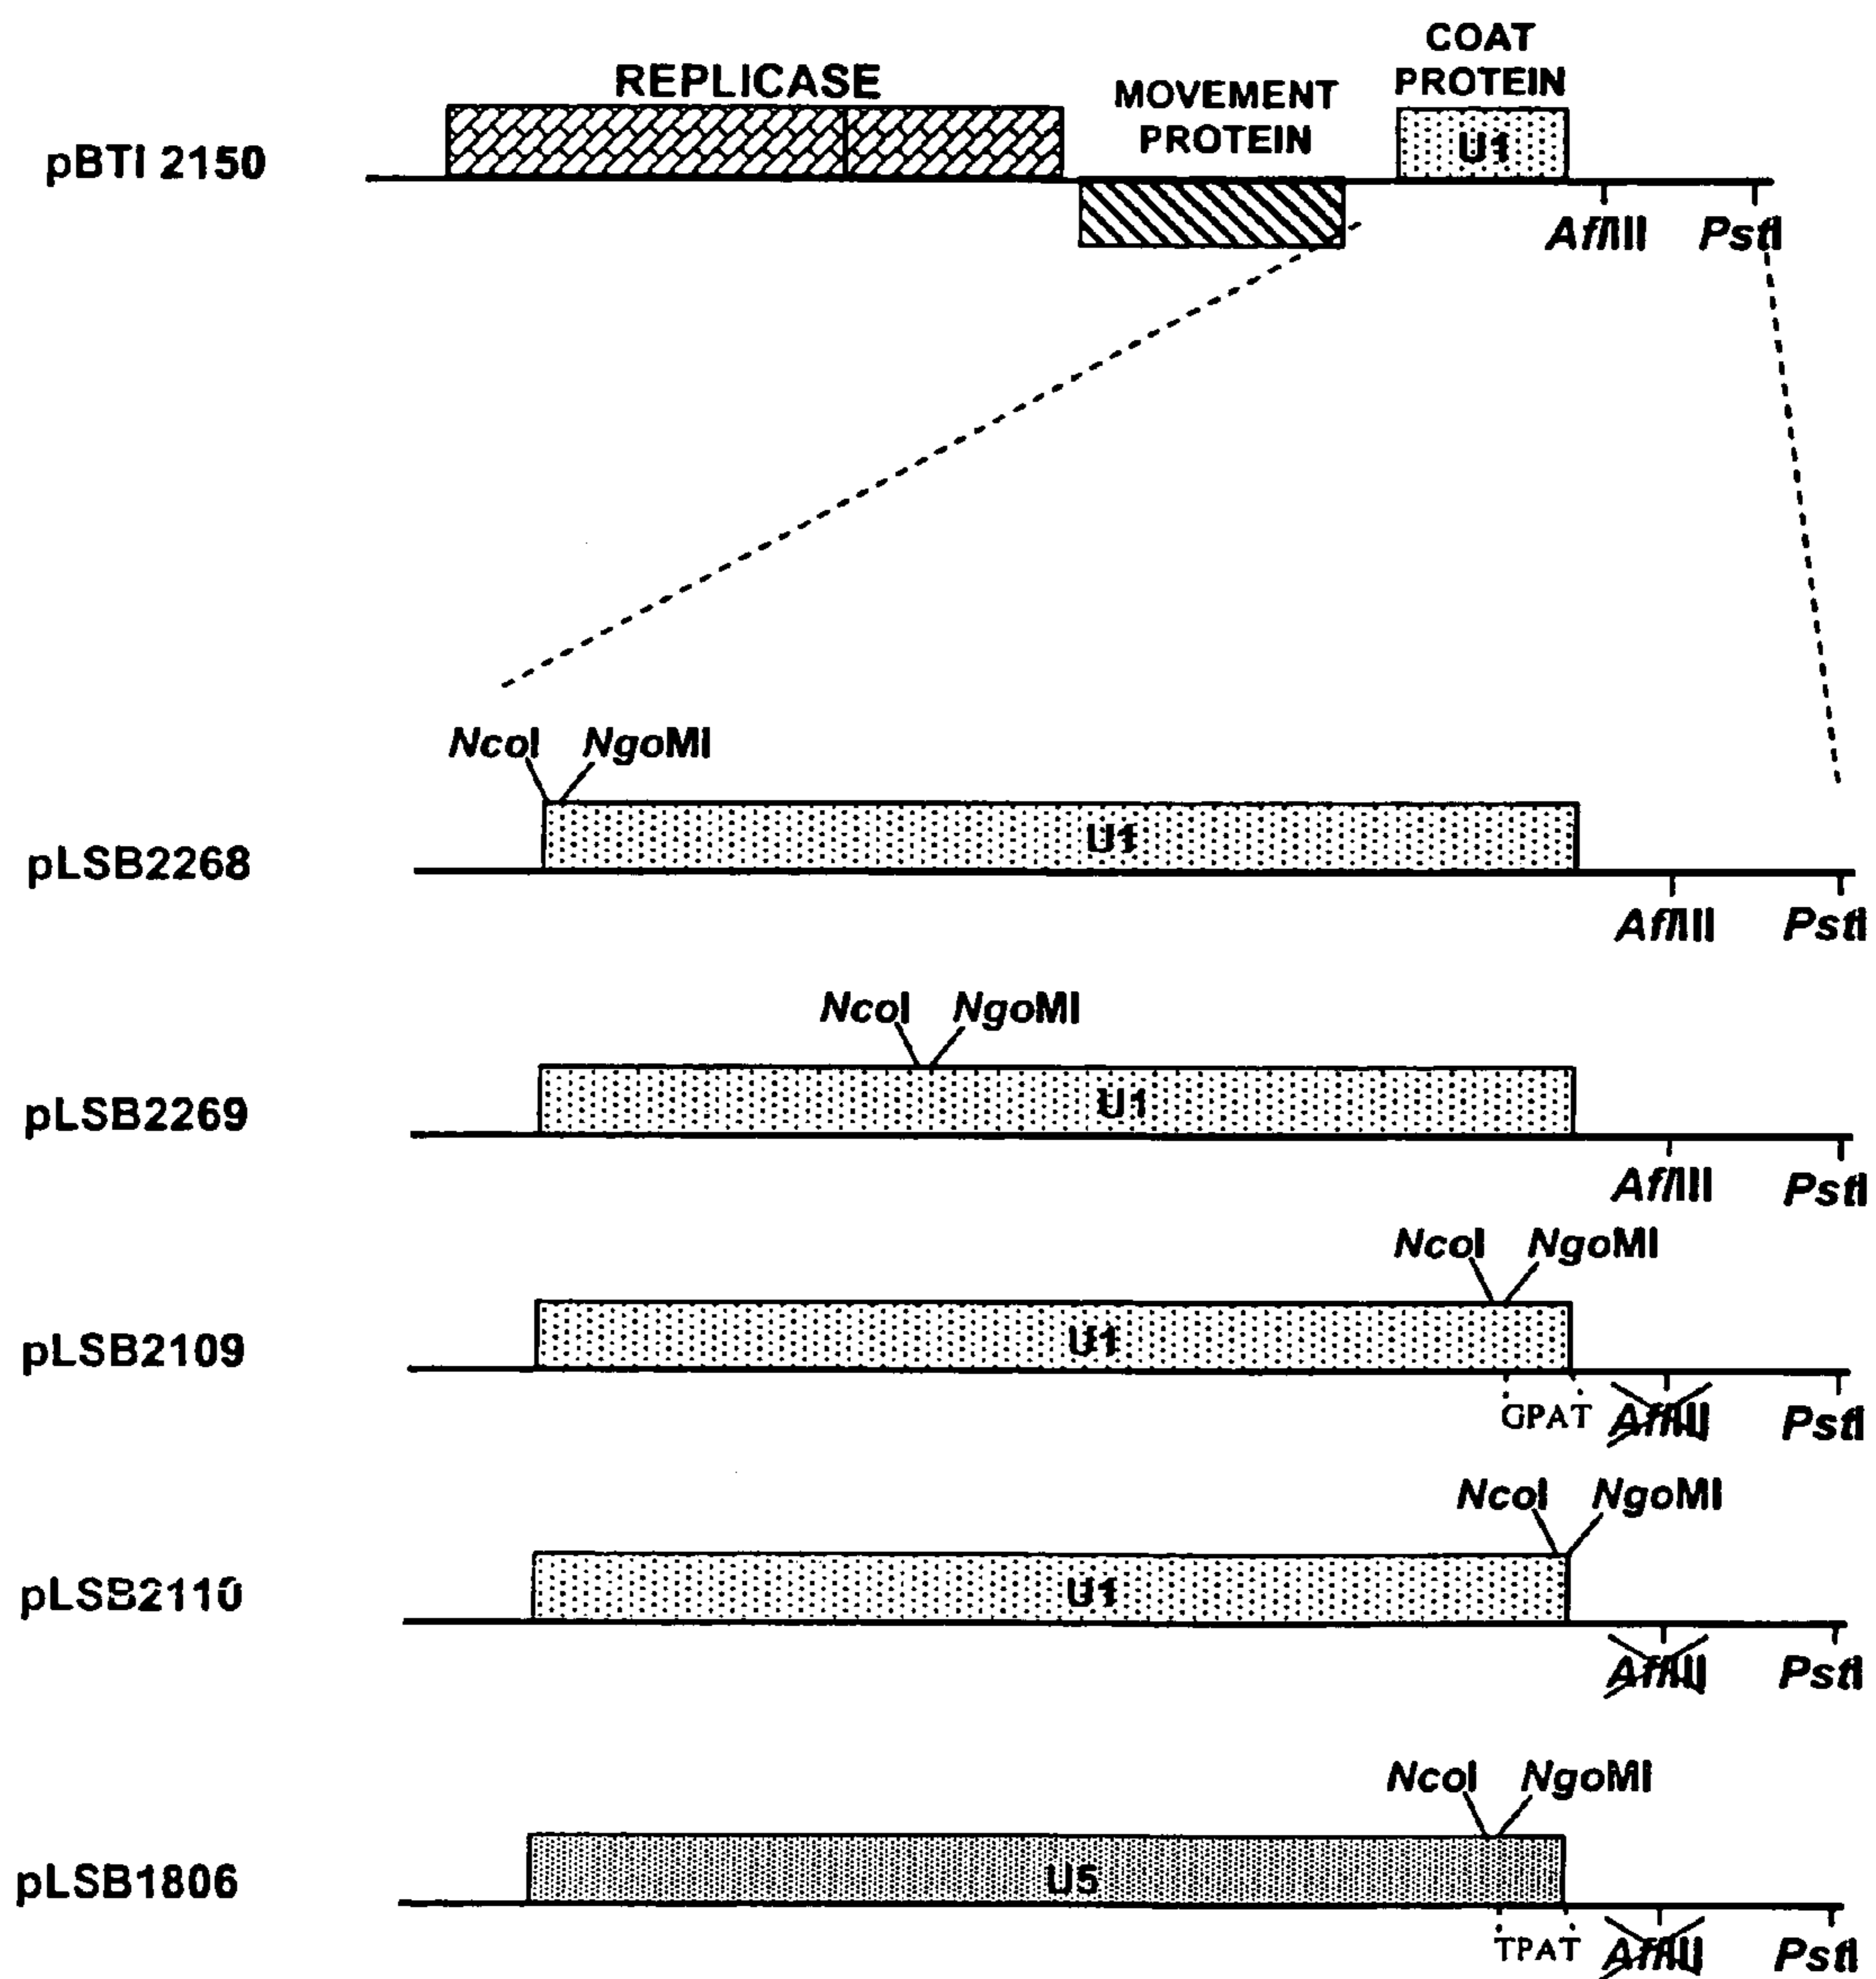 COAT
REPLICASE MOVEMENT PROTEIN
PROTEIN
pBTI 2150 U1
AflIII PstI
NcoI NgoMI
U1
pLSB2268
AflIII PstI
NcoI NgoMI
U1
pLSB2269
AflIII PstI
NcoI NgoMI
U1
pLSB2109
GPAT AflIII PstI
NcoI NgoMI
U1
pLSB2110
AflIII PstI
NcoI NgoMI
U5
pLSB1806
TPAT AflIII PstI